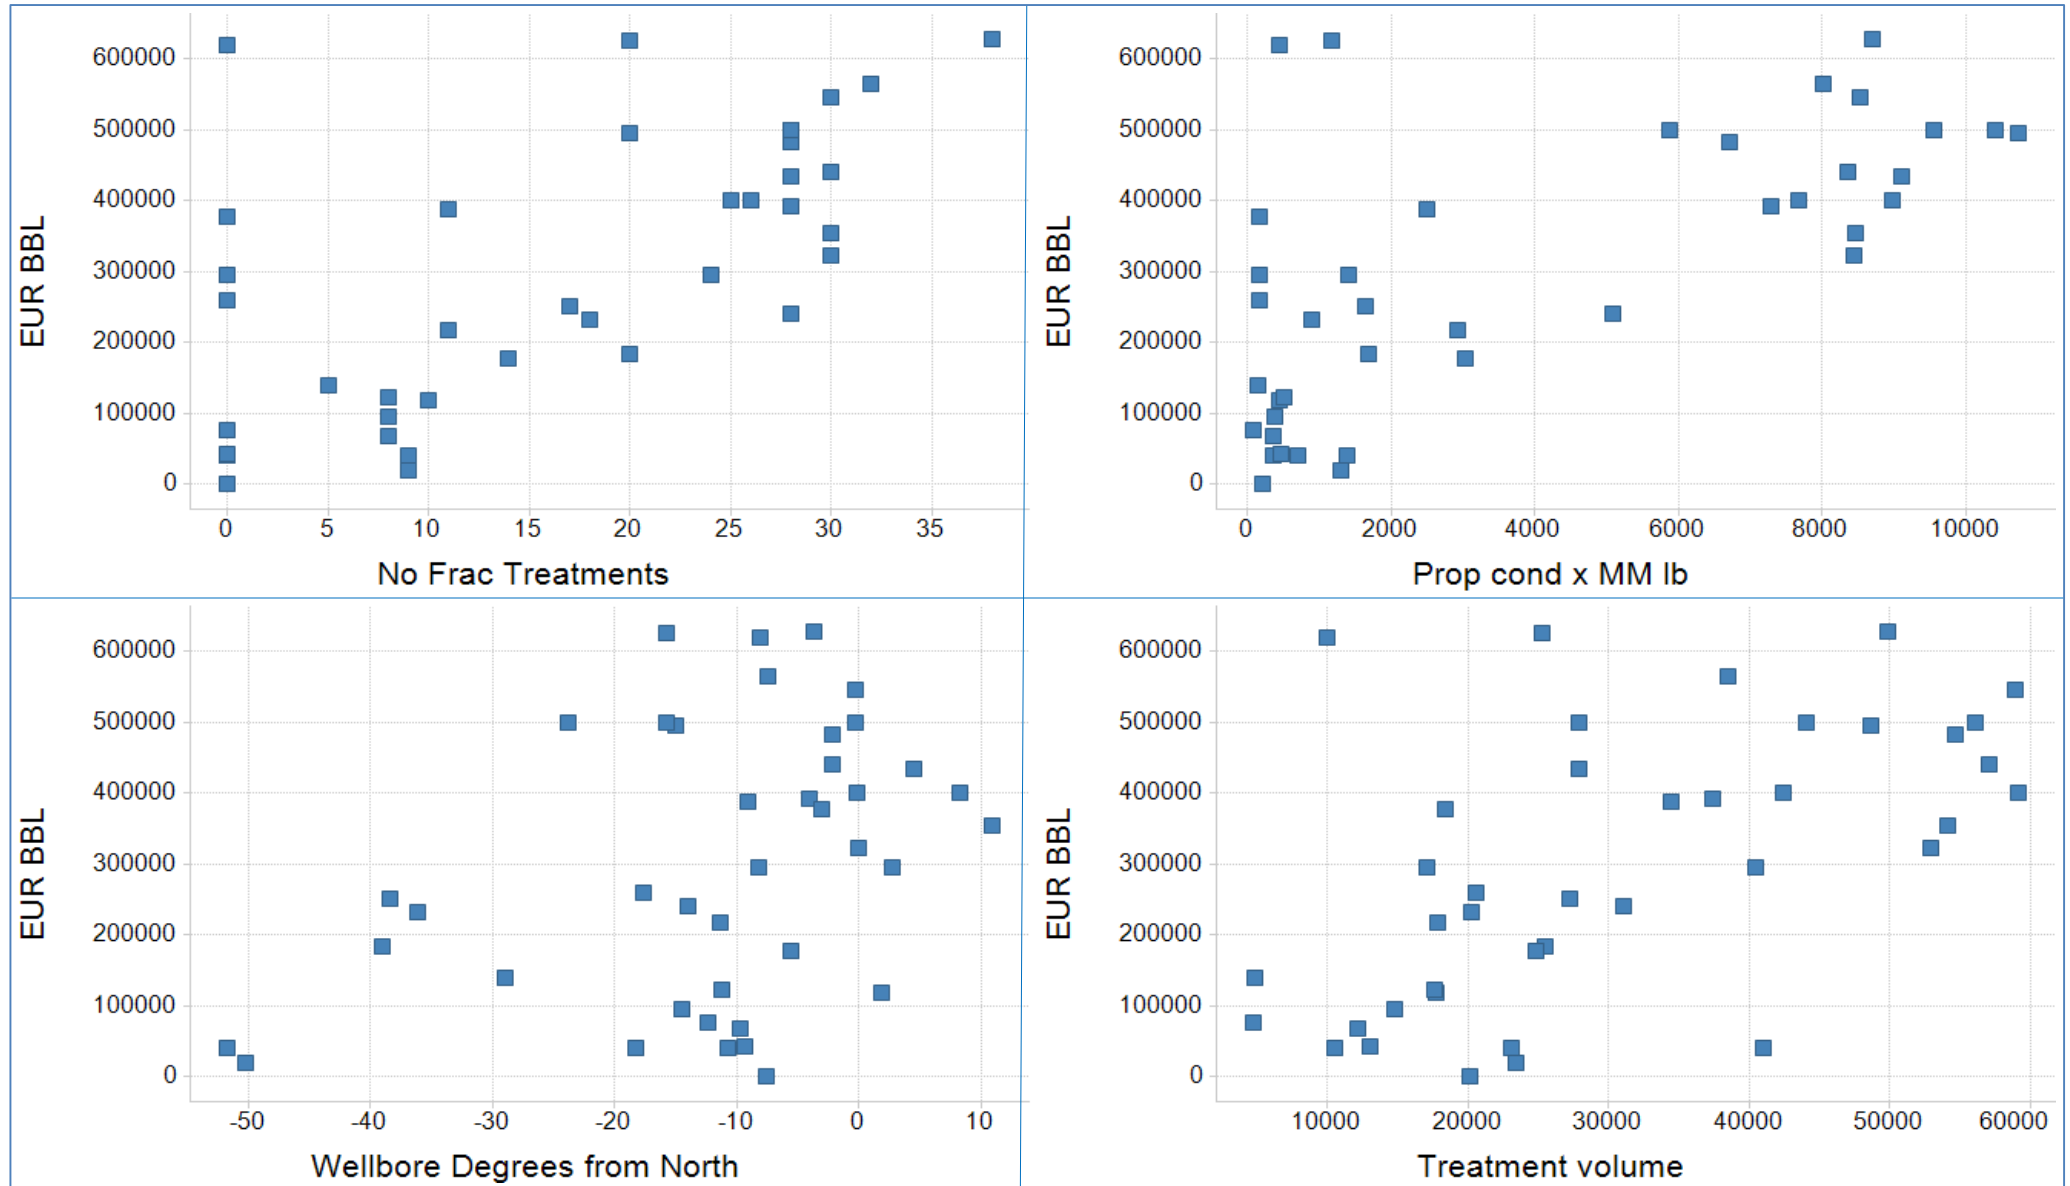 600000
500000
400000
300000
200000
100000
0
EUR BBL
0 5 10 15 20 25 30 35
No Frac Treatments
600000
500000
400000
300000
200000
100000
0
EUR BBL
0 2000 4000 6000 8000 10000
Prop cond x MM lb
600000
500000
400000
300000
200000
100000
0
EUR BBL
-50 -40 -30 -20 -10 0 10
Wellbore Degrees from North
600000
500000
400000
300000
200000
100000
0
EUR BBL
10000 20000 30000 40000 50000 60000
Treatment volume